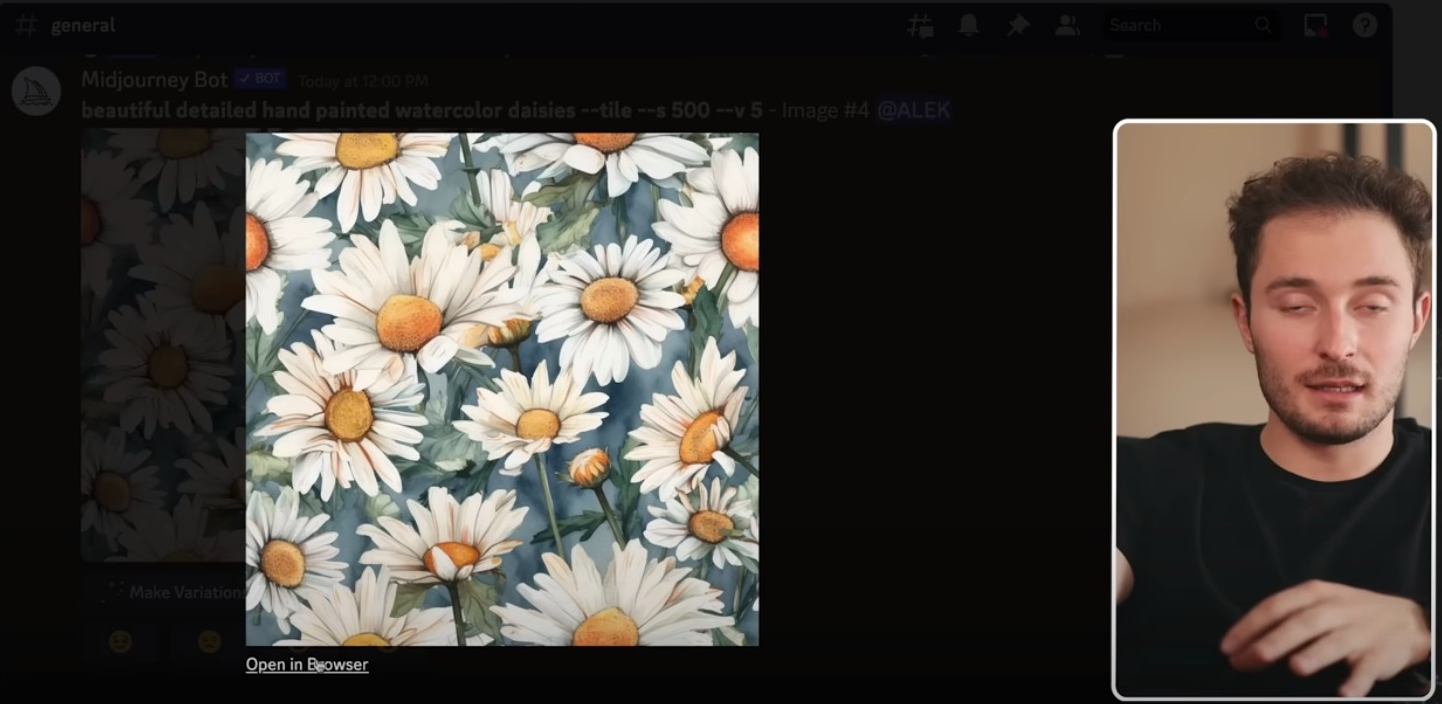 # general
Search
?
Midjourney Bot ✓ BOT Today at 12:00 PM
beautiful detailed hand painted watercolor daisies --tile --s 500 --v 5 - Image #4 @ALEK
Make Variations
Open in Browser